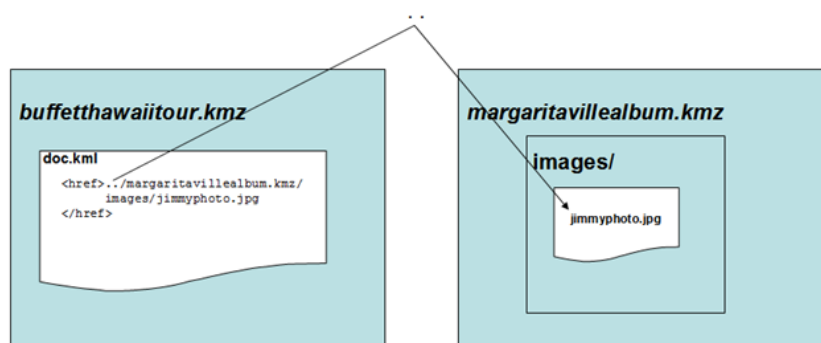 . .
buffetthawaiitour.kmz
doc.kml
<href>../margaritavillealbum.kmz/
images/jimmyphoto.jpg
</href>
margaritavillealbum.kmz
images/
jimmyphoto.jpg